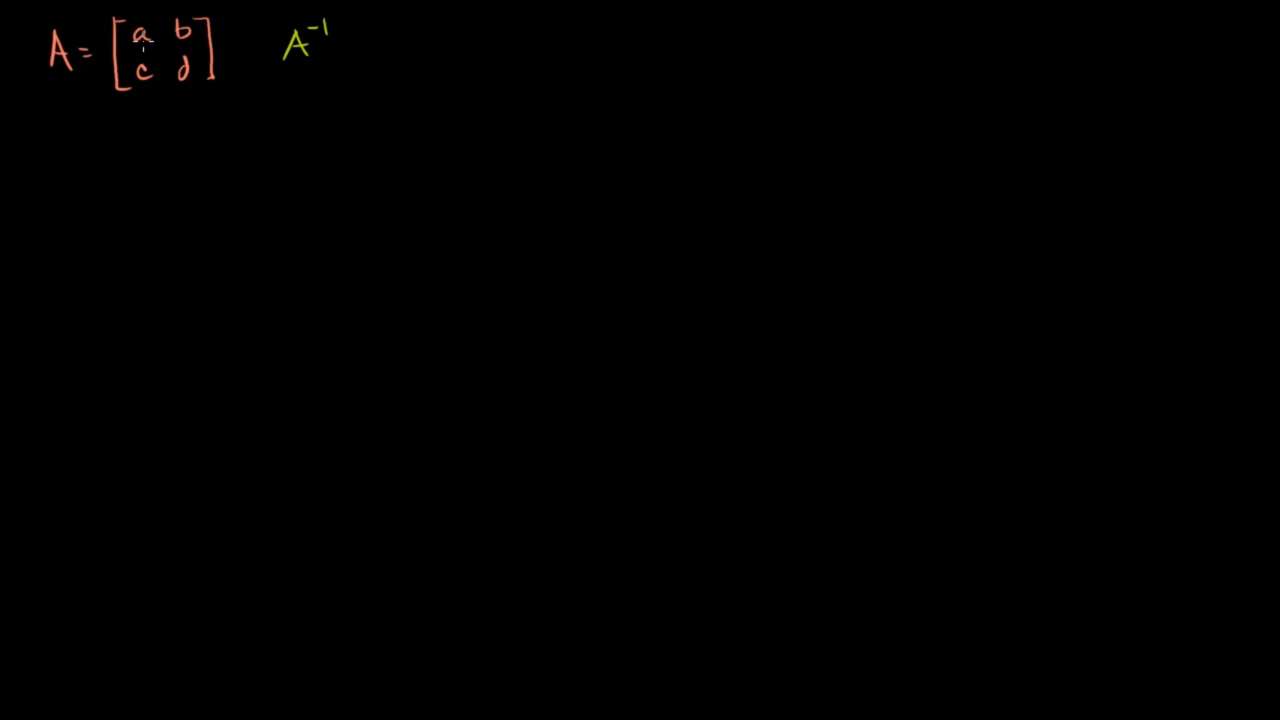 A = [a b
c d] A⁻¹